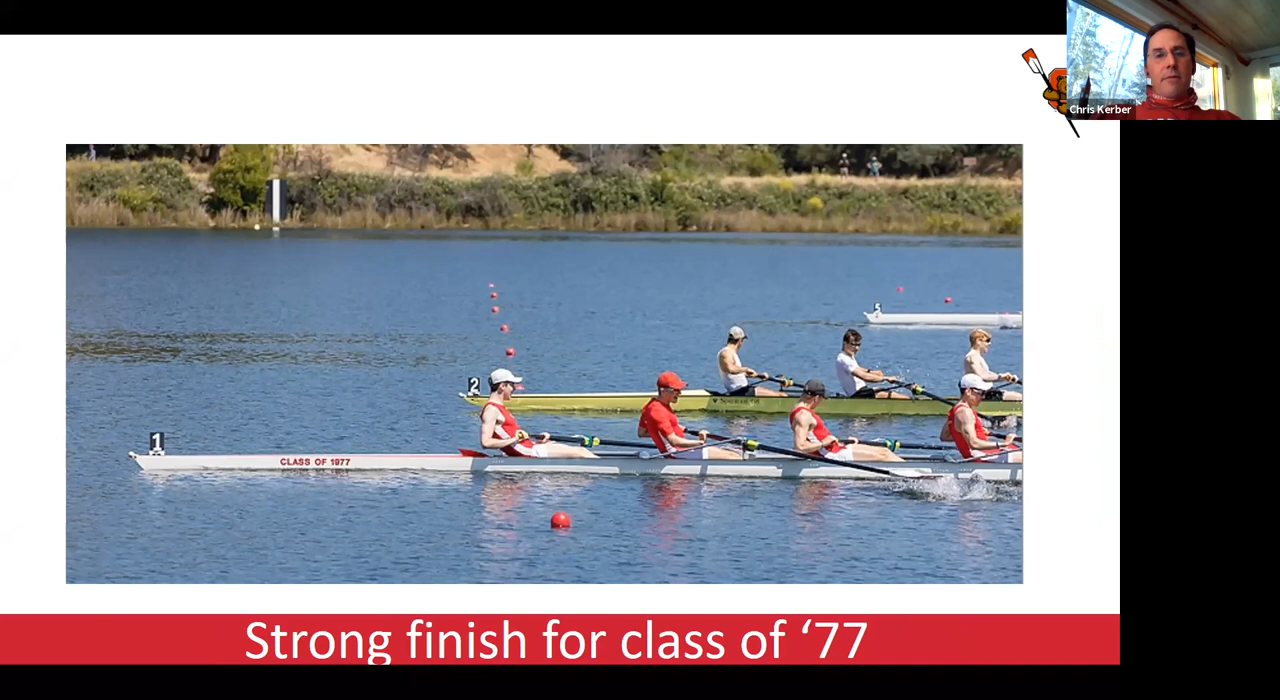 Chris Kerber
5
2
1
CLASS OF 1977
Strong finish for class of ‘77